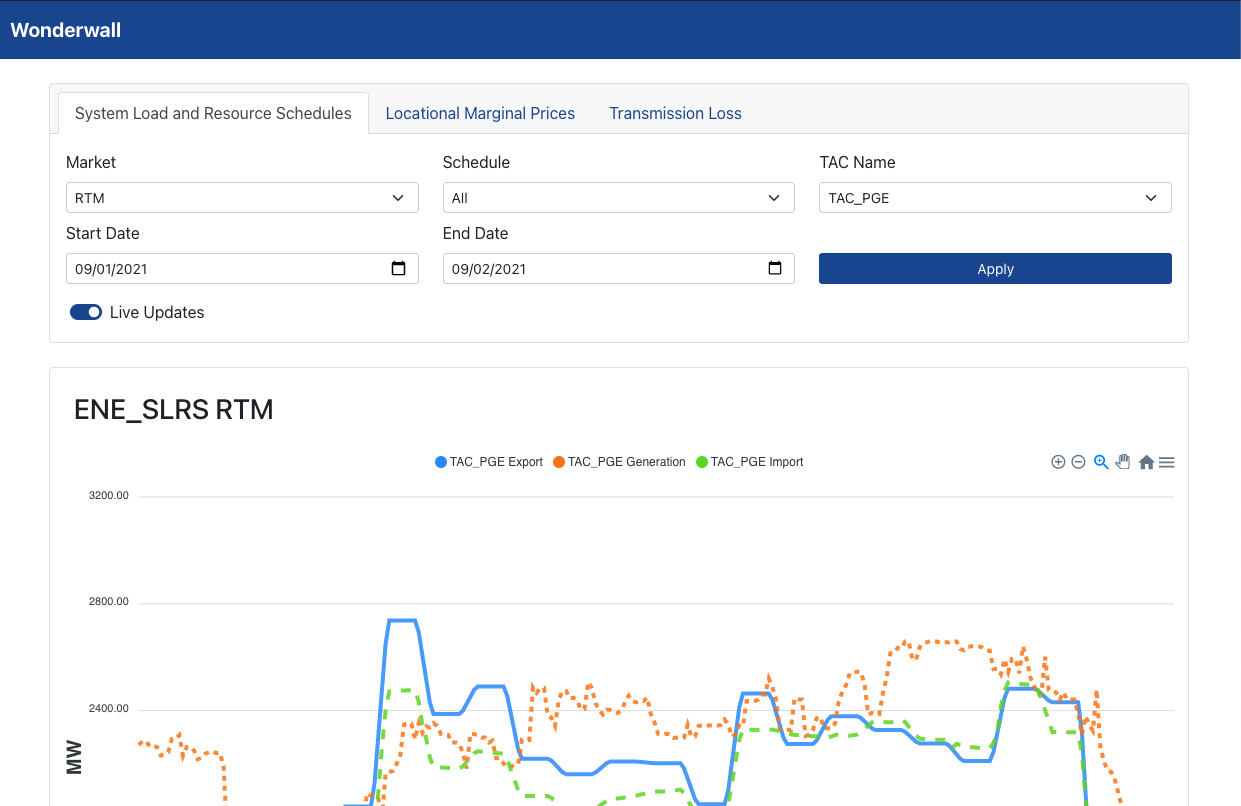 Wonderwall
System Load and Resource Schedules Locational Marginal Prices Transmission Loss
Market Schedule TAC Name
RTM All TAC_PGE
Start Date End Date
09/01/2021 09/02/2021 Apply
Live Updates
ENE_SLRS RTM
TAC_PGE Export TAC_PGE Generation TAC_PGE Import
3200.00
2800.00
2400.00
MW